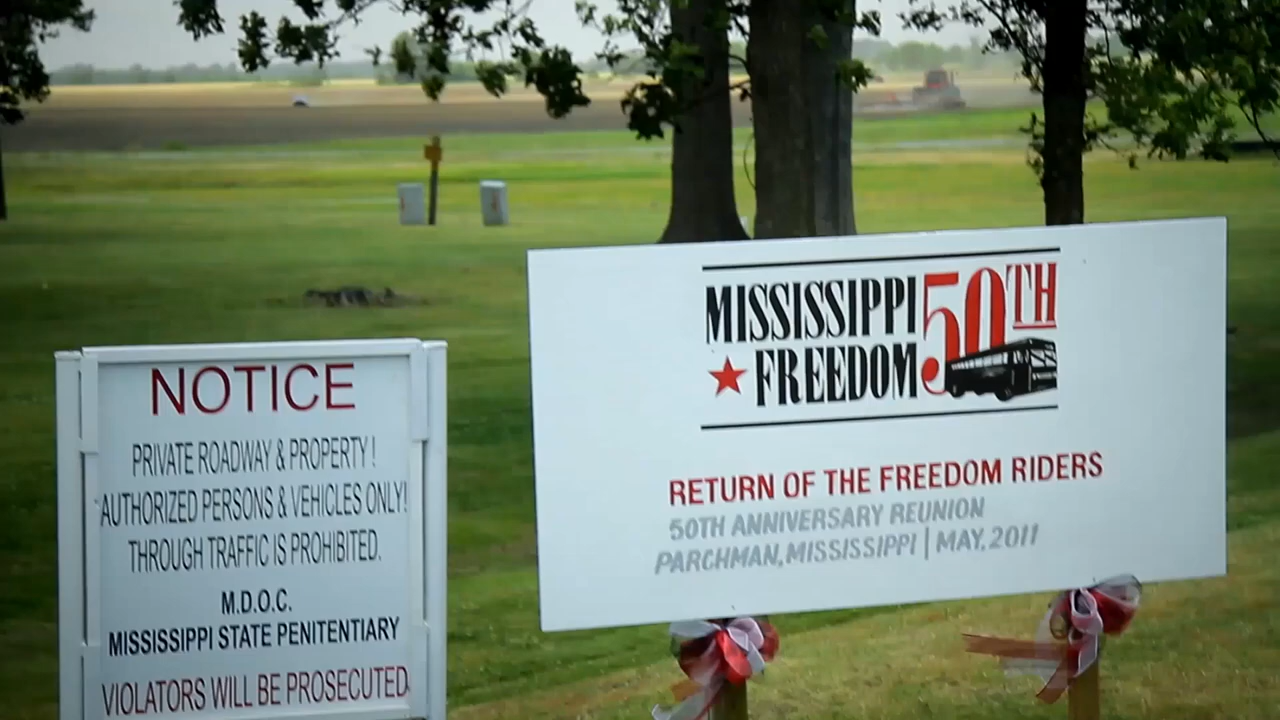 NOTICE
PRIVATE ROADWAY & PROPERTY !
AUTHORIZED PERSONS & VEHICLES ONLY!
THROUGH TRAFFIC IS PROHIBITED.
M.D.O.C.
MISSISSIPPI STATE PENITENTIARY
VIOLATORS WILL BE PROSECUTED
MISSISSIPPI 50TH
FREEDOM
RETURN OF THE FREEDOM RIDERS
50TH ANNIVERSARY REUNION
PARCHMAN, MISSISSIPPI | MAY, 2011